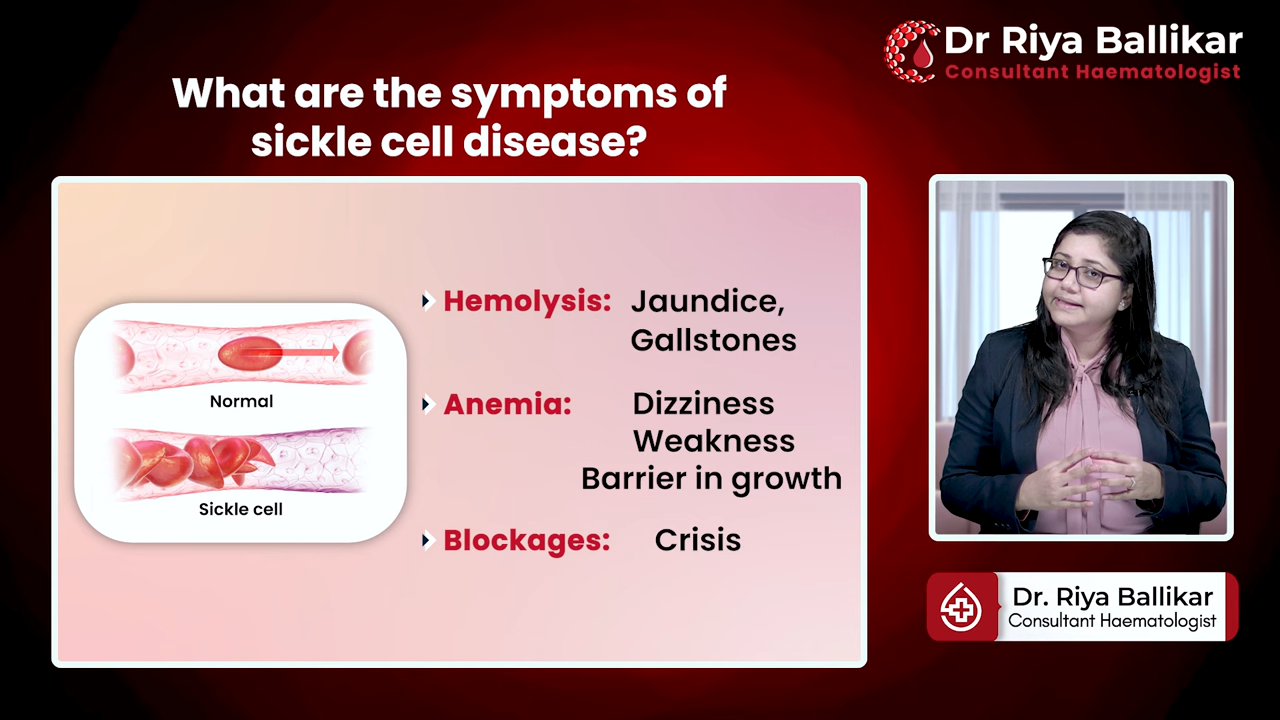 Dr Riya Ballikar
Consultant Haematologist
What are the symptoms of
sickle cell disease?
Normal
Sickle cell
Hemolysis: Jaundice,
Gallstones
Anemia: Dizziness
Weakness
Barrier in growth
Blockages: Crisis
Dr. Riya Ballikar
Consultant Haematologist